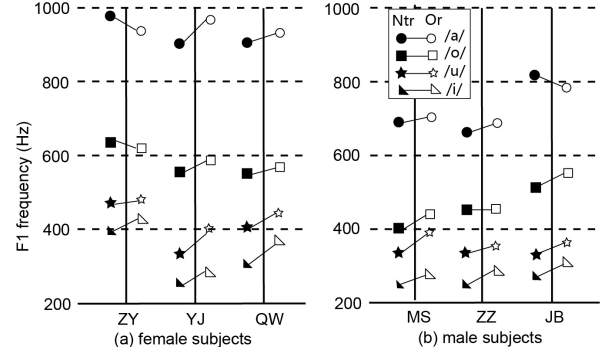 1000
800
600
400
200
F1 frequency (Hz)
ZY YJ QW
(a) female subjects
1000
800
600
400
200
Ntr Or
/a/
/o/
/u/
/i/
MS ZZ JB
(b) male subjects